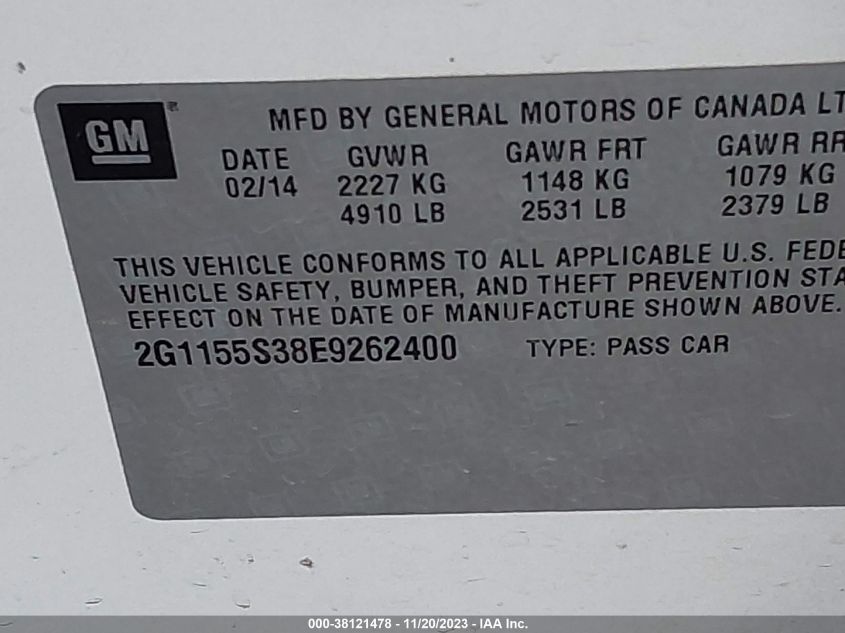 GM®
MFD BY GENERAL MOTORS OF CANADA LT
DATE GVWR GAWR FRT GAWR RR
02/14 2227 KG 1148 KG 1079 KG
4910 LB 2531 LB 2379 LB
THIS VEHICLE CONFORMS TO ALL APPLICABLE U.S. FEDE
VEHICLE SAFETY, BUMPER, AND THEFT PREVENTION STA
EFFECT ON THE DATE OF MANUFACTURE SHOWN ABOVE.
2G1155S38E9262400 TYPE: PASS CAR
000-38121478 - 11/20/2023 - IAA Inc.